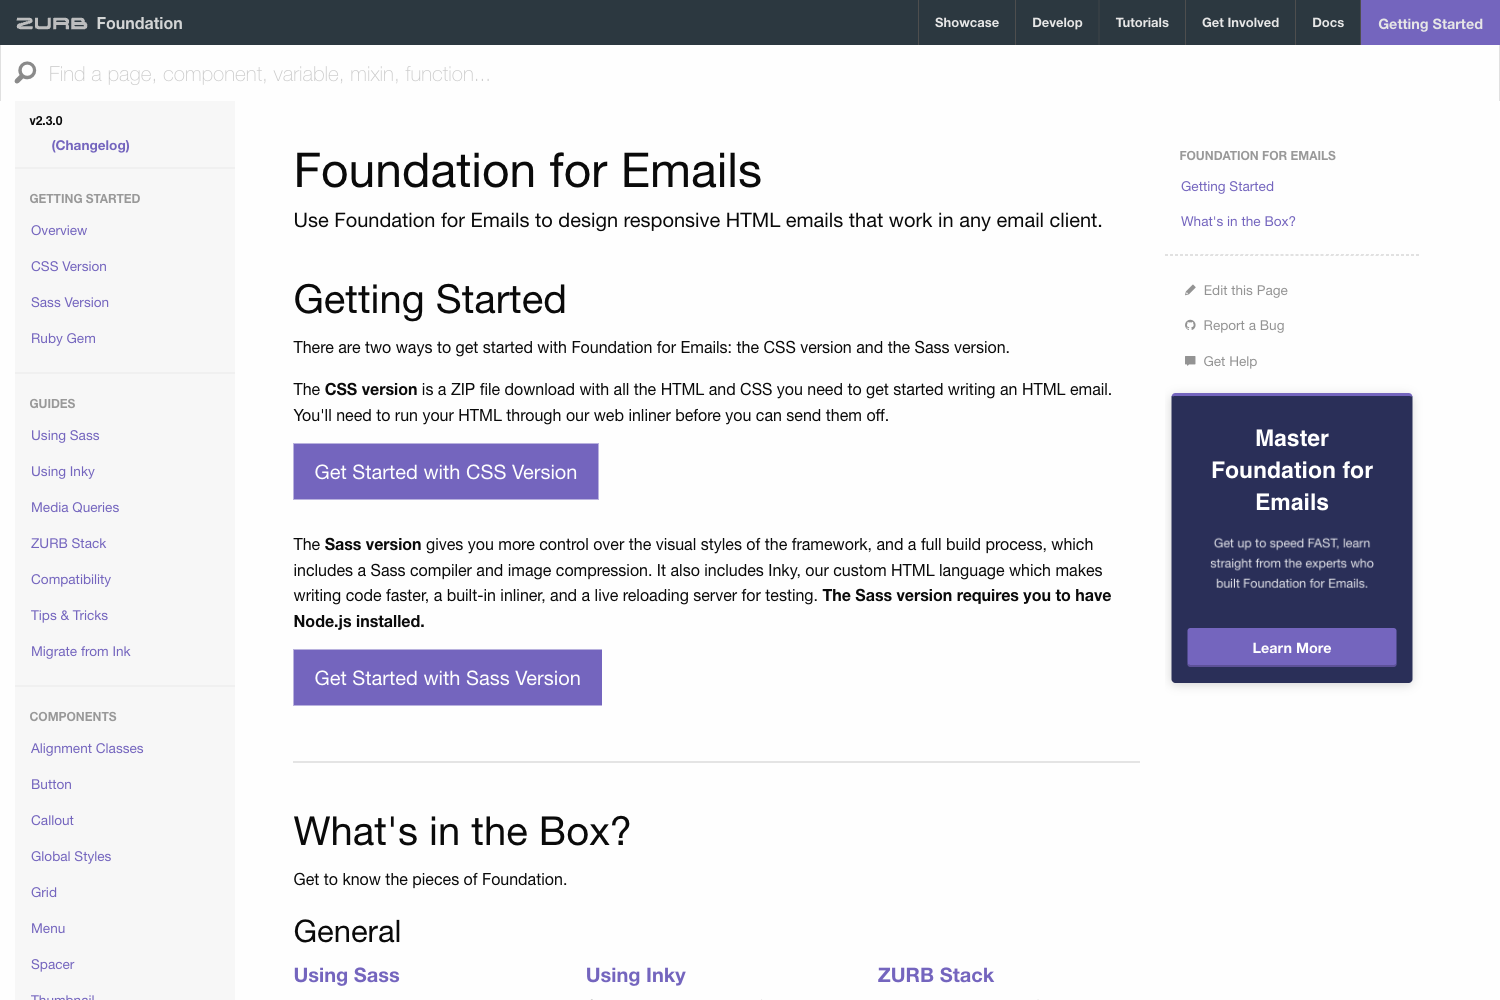 ZURB Foundation
Showcase
Develop
Tutorials
Get Involved
Docs
Getting Started
Find a page, component, variable, mixin, function...
v2.3.0
(Changelog)
GETTING STARTED
Overview
CSS Version
Sass Version
Ruby Gem
GUIDES
Using Sass
Using Inky
Media Queries
ZURB Stack
Compatibility
Tips & Tricks
Migrate from Ink
COMPONENTS
Alignment Classes
Button
Callout
Global Styles
Grid
Menu
Spacer
Thumbnail
Foundation for Emails
Use Foundation for Emails to design responsive HTML emails that work in any email client.
Getting Started
There are two ways to get started with Foundation for Emails: the CSS version and the Sass version.
The CSS version is a ZIP file download with all the HTML and CSS you need to get started writing an HTML email.
You'll need to run your HTML through our web inliner before you can send them off.
Get Started with CSS Version
The Sass version gives you more control over the visual styles of the framework, and a full build process, which
includes a Sass compiler and image compression. It also includes Inky, our custom HTML language which makes
writing code faster, a built-in inliner, and a live reloading server for testing. The Sass version requires you to have
Node.js installed.
Get Started with Sass Version
What's in the Box?
Get to know the pieces of Foundation.
General
Using Sass
Using Inky
ZURB Stack
FOUNDATION FOR EMAILS
Getting Started
What's in the Box?
Edit this Page
Report a Bug
Get Help
Master
Foundation for
Emails
Get up to speed FAST, learn
straight from the experts who
built Foundation for Emails.
Learn More